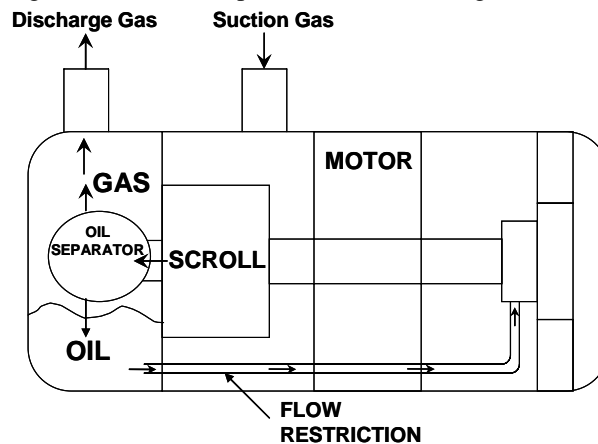 Discharge Gas
Suction Gas
MOTOR
GAS
OIL
SEPARATOR
SCROLL
OIL
FLOW
RESTRICTION